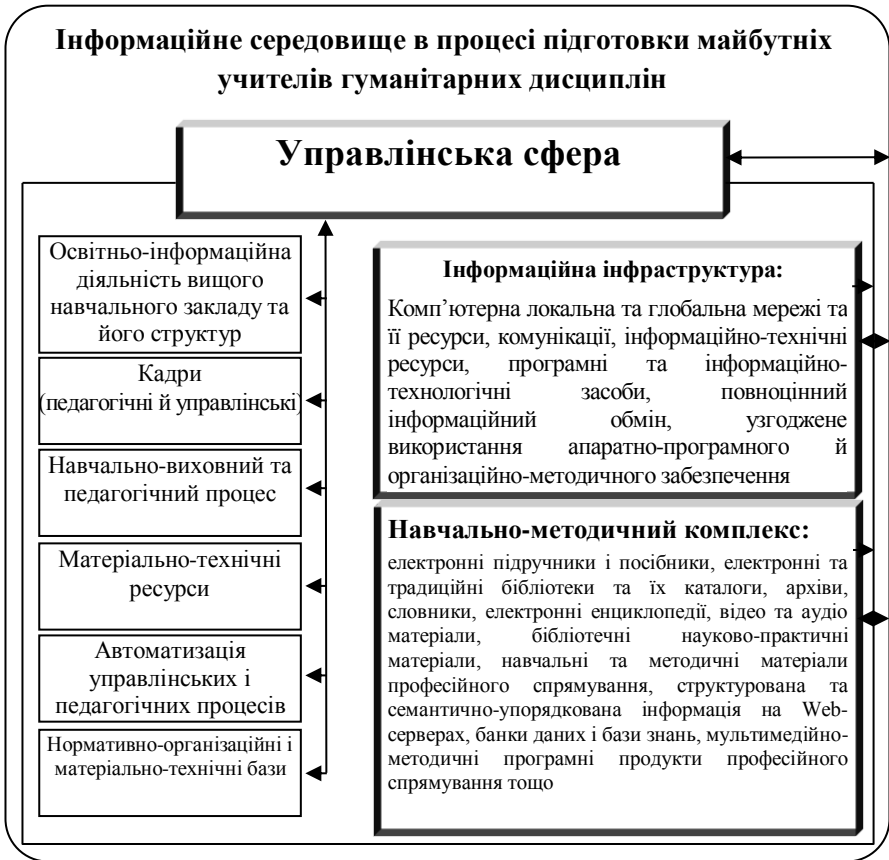 Інформаційне середовище в процесі підготовки майбутніх
учителів гуманітарних дисциплін
Управлінська сфера
Освітньо-інформаційна
діяльність вищого
навчального закладу та
його структур
Кадри
(педагогічні й управлінські)
Навчально-виховний та
педагогічний процес
Матеріально-технічні
ресурси
Автоматизація
управлінських і
педагогічних процесів
Нормативно-організаційні і
матеріально-технічні бази
Інформаційна інфраструктура:
Комп’ютерна локальна та глобальна мережі та
її ресурси, комунікації, інформаційно-технічні
ресурси, програмні та інформаційно-
технологічні засоби, повноцінний
інформаційний обмін, узгоджене
використання апаратно-програмного й
організаційно-методичного забезпечення
Навчально-методичний комплекс:
електронні підручники і посібники, електронні та
традиційні бібліотеки та їх каталоги, архіви,
словники, електронні енциклопедії, відео та аудіо
матеріали, бібліотечні науково-практичні
матеріали, навчальні та методичні матеріали
професійного спрямування, структурована та
семантично-упорядкована інформація на Web-
серверах, банки даних і бази знань, мультимедійно-
методичні програмні продукти професійного
спрямування тощо